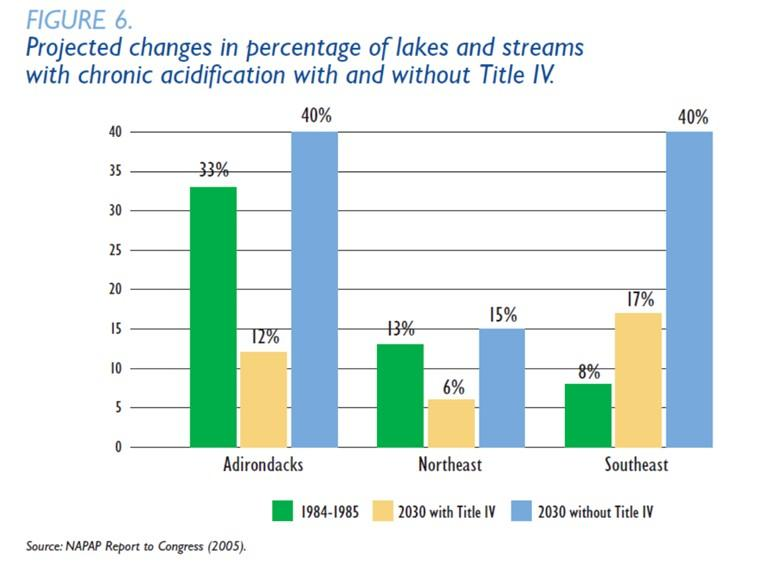 FIGURE 6.
Projected changes in percentage of lakes and streams
with chronic acidification with and without Title IV.
40% 40%
40
35 33%
30
25
20 17%
15 12% 13% 15%
10 6% 8%
5
0
Adirondacks Northeast Southeast
1984-1985 2030 with Title IV 2030 without Title IV
Source: NAPAP Report to Congress (2005).